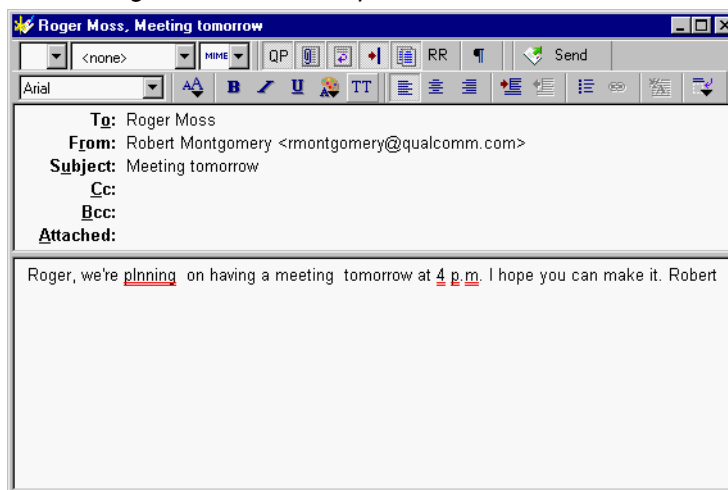 Roger Moss, Meeting tomorrow
<none> MIME QP RR ¶ Send
Arial AA B I U TT
To: Roger Moss
From: Robert Montgomery <rmontgomery@qualcomm.com>
Subject: Meeting tomorrow
Cc:
Bcc:
Attached:
Roger, we're plnning on having a meeting tomorrow at 4 p.m. I hope you can make it. Robert